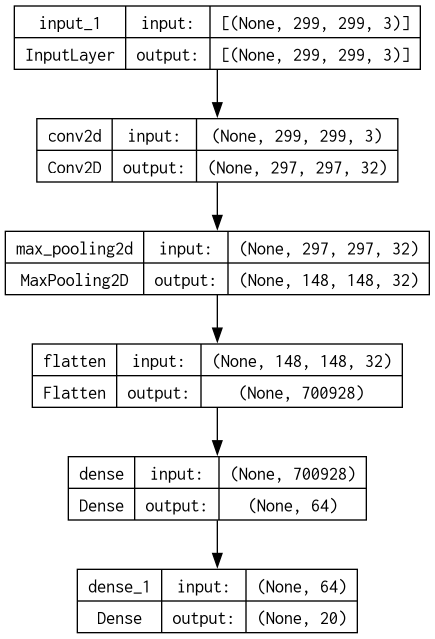 input_1 input: [(None, 299, 299, 3)]
InputLayer output: [(None, 299, 299, 3)]
conv2d input: (None, 299, 299, 3)
Conv2D output: (None, 297, 297, 32)
max_pooling2d input: (None, 297, 297, 32)
MaxPooling2D output: (None, 148, 148, 32)
flatten input: (None, 148, 148, 32)
Flatten output: (None, 700928)
dense input: (None, 700928)
Dense output: (None, 64)
dense_1 input: (None, 64)
Dense output: (None, 20)